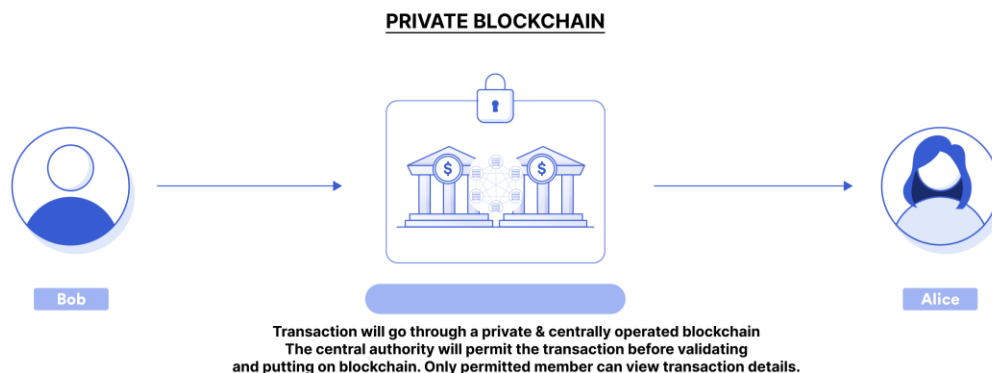 PRIVATE BLOCKCHAIN
$
$
Bob
Alice
Transaction will go through a private & centrally operated blockchain
The central authority will permit the transaction before validating
and putting on blockchain. Only permitted member can view transaction details.